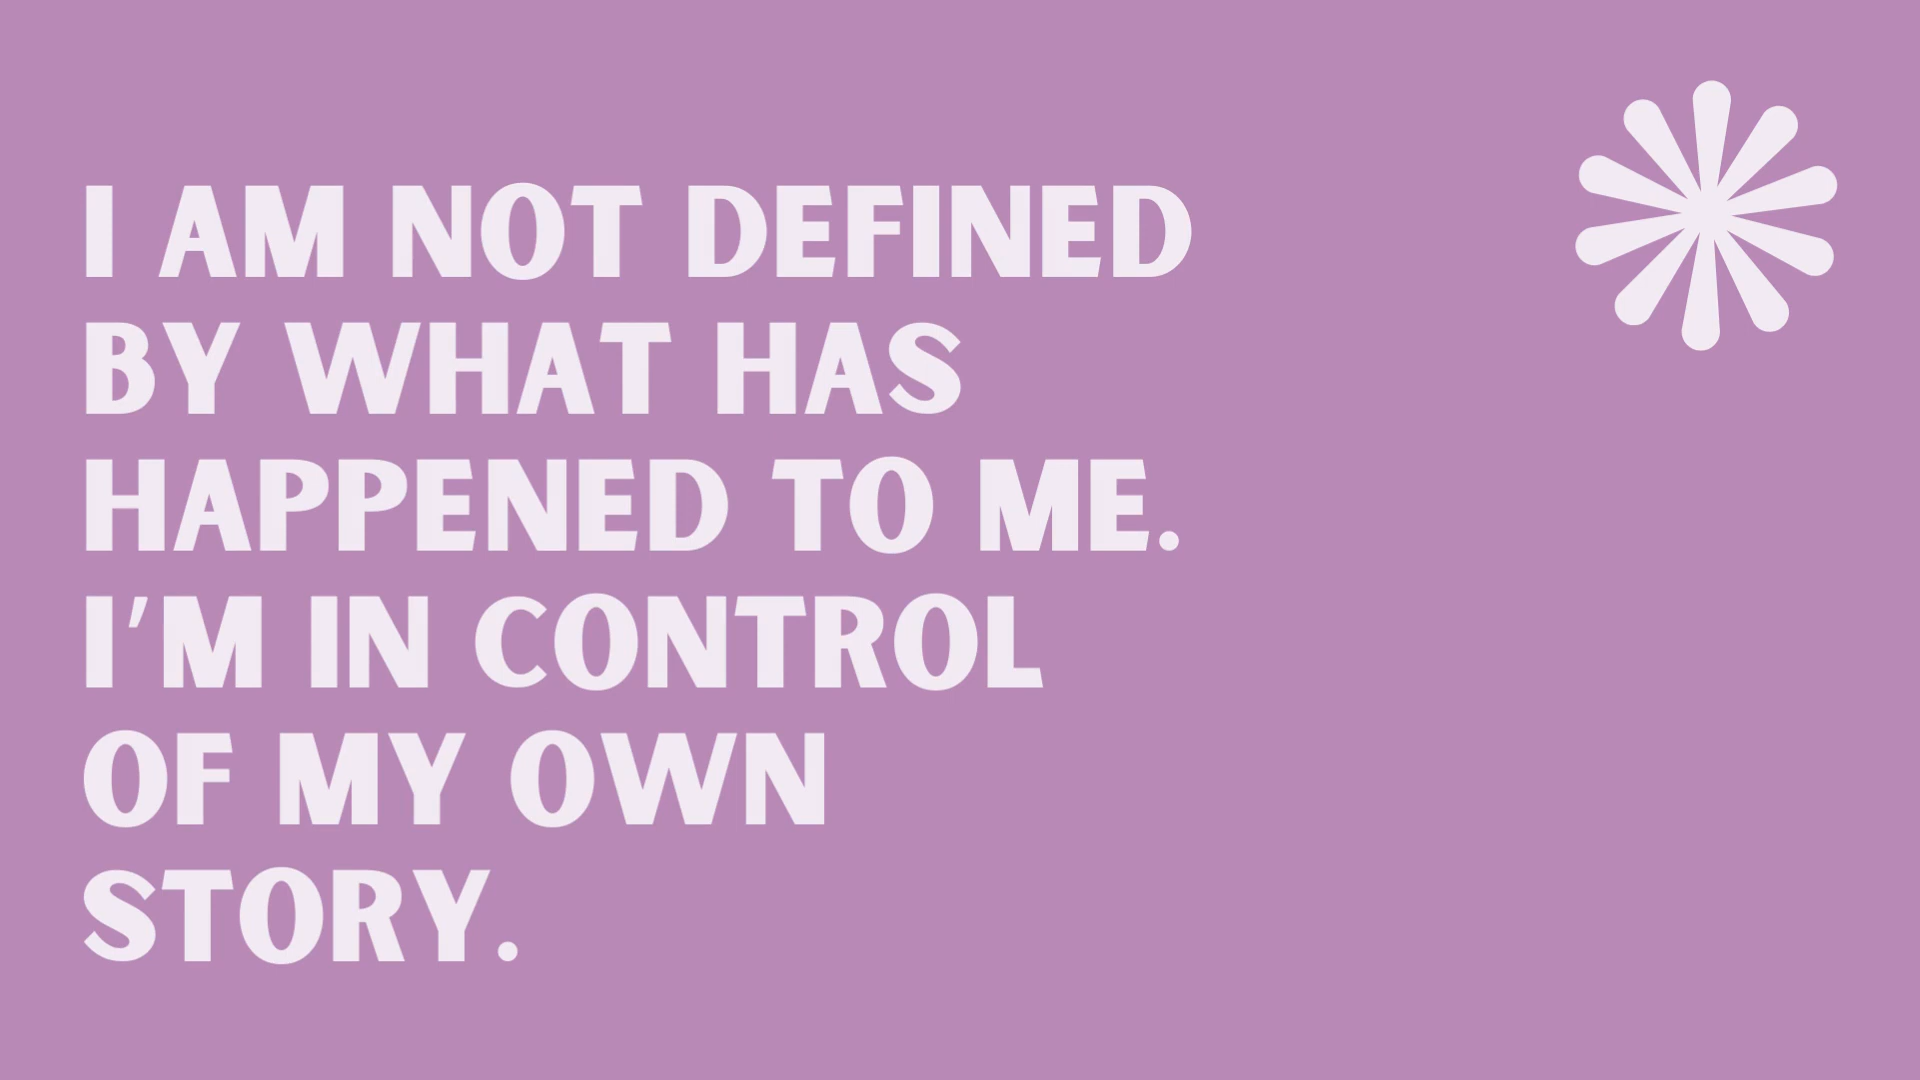 I AM NOT DEFINED
BY WHAT HAS
HAPPENED TO ME.
I'M IN CONTROL
OF MY OWN
STORY.